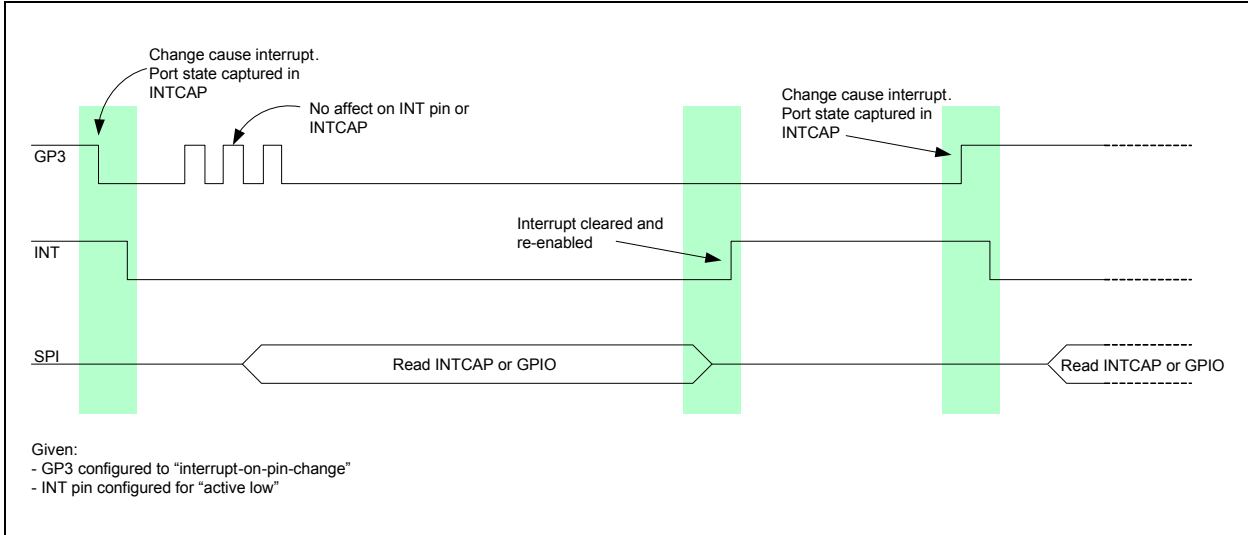 Change cause interrupt.
Port state captured in
INTCAP
No affect on INT pin or
INTCAP
Change cause interrupt.
Port state captured in
INTCAP
GP3
Interrupt cleared and
re-enabled
INT
SPI
Read INTCAP or GPIO
Read INTCAP or GPIO
Given:
- GP3 configured to “interrupt-on-pin-change”
- INT pin configured for “active low”